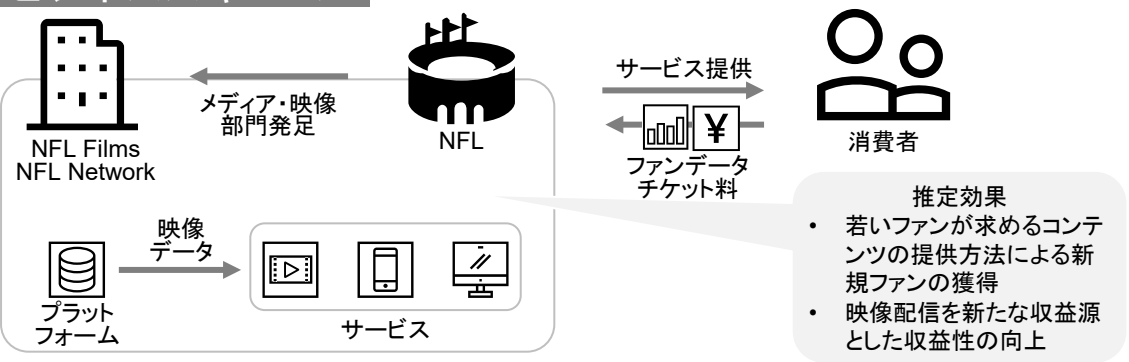 サービス提供
メディア・映像
部門発足
NFL
¥
消費者
NFL Films
NFL Network
ファンデータ
チケット料
推定効果
• 若いファンが求めるコンテ
ンツの提供方法による新
規ファンの獲得
• 映像配信を新たな収益源
とした収益性の向上
映像
データ
プラット
フォーム
サービス